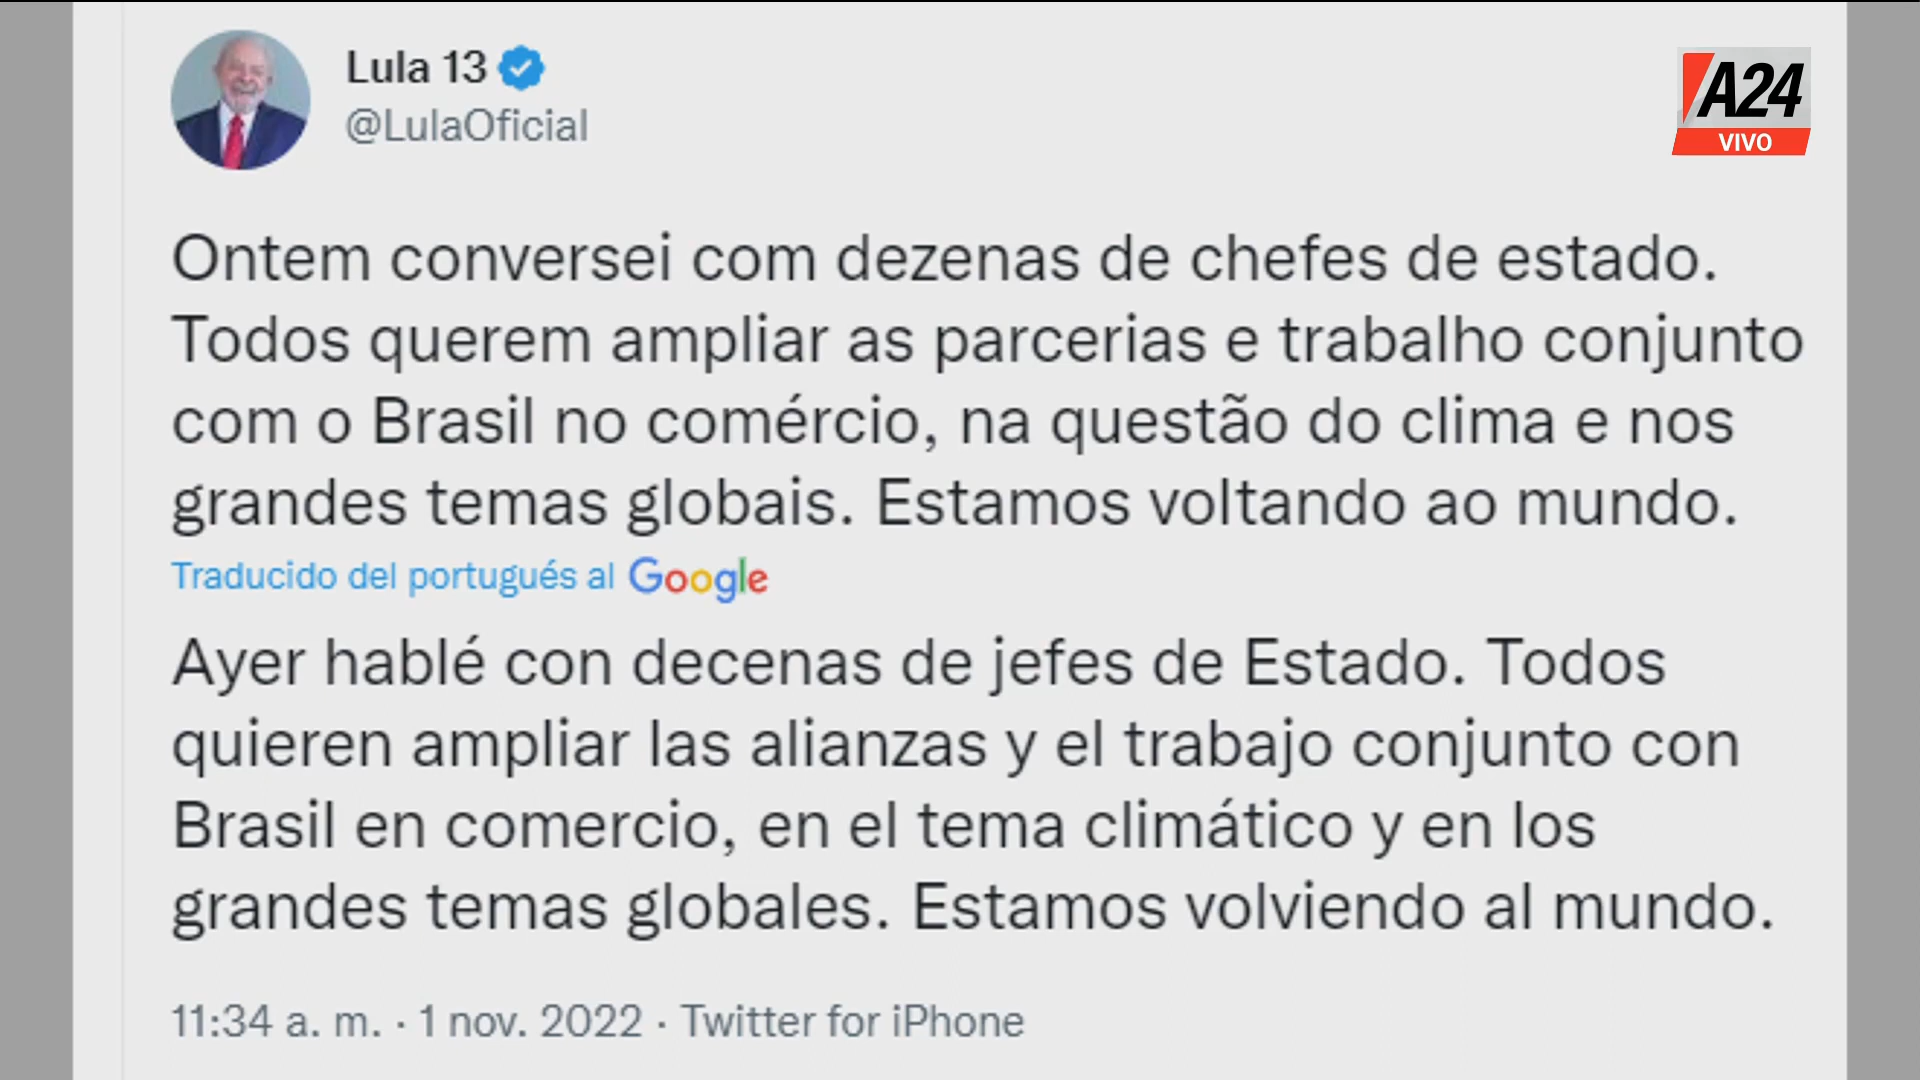 Lula 13
@LulaOficial
A24
VIVO
Ontem conversei com dezenas de chefes de estado.
Todos querem ampliar as parcerias e trabalho conjunto
com o Brasil no comércio, na questão do clima e nos
grandes temas globais. Estamos voltando ao mundo.
Traducido del portugués al Google
Ayer hablé con decenas de jefes de Estado. Todos
quieren ampliar las alianzas y el trabajo conjunto con
Brasil en comercio, en el tema climático y en los
grandes temas globales. Estamos volviendo al mundo.
11:34 a. m. · 1 nov. 2022 · Twitter for iPhone